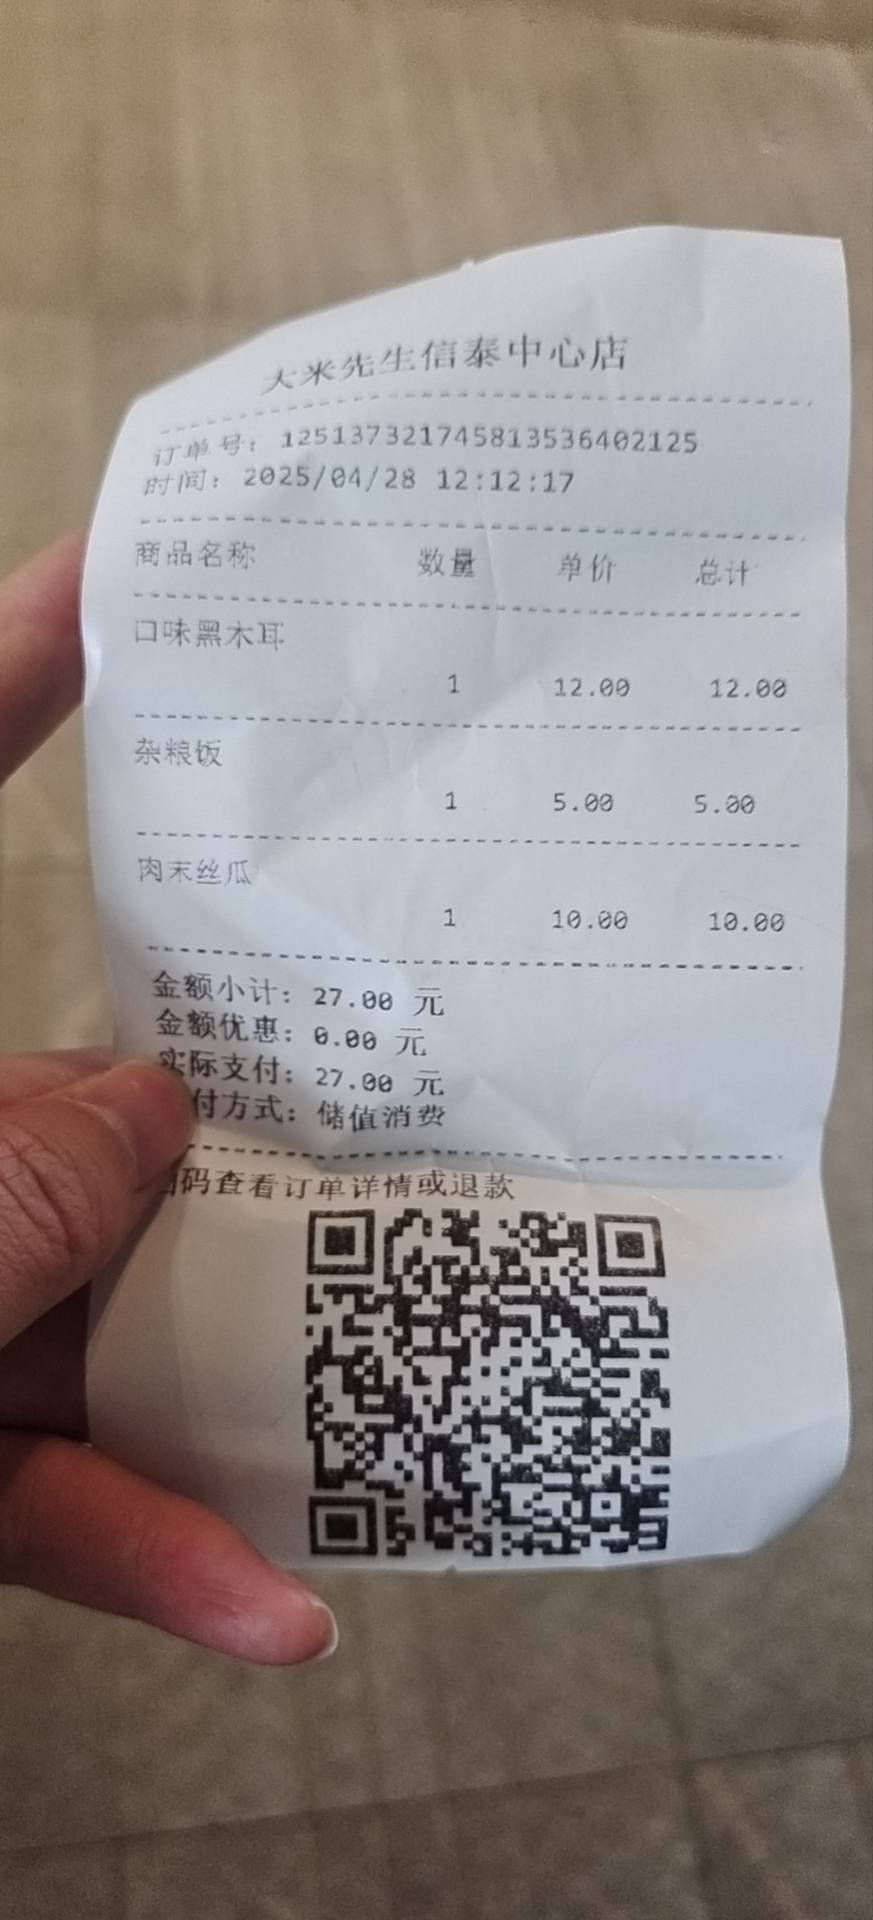 大米先生信泰中心店
订单号: 125137321745813536402125
时间: 2025/04/28 12:12:17
商品名称 数量 单价 总计
口味黑木耳
1 12.00 12.00
杂粮饭
1 5.00 5.00
肉末丝瓜
1 10.00 10.00
金额小计: 27.00 元
金额优惠: 0.00 元
实际支付: 27.00 元
付方式: 储值消费
码查看订单详情或退款